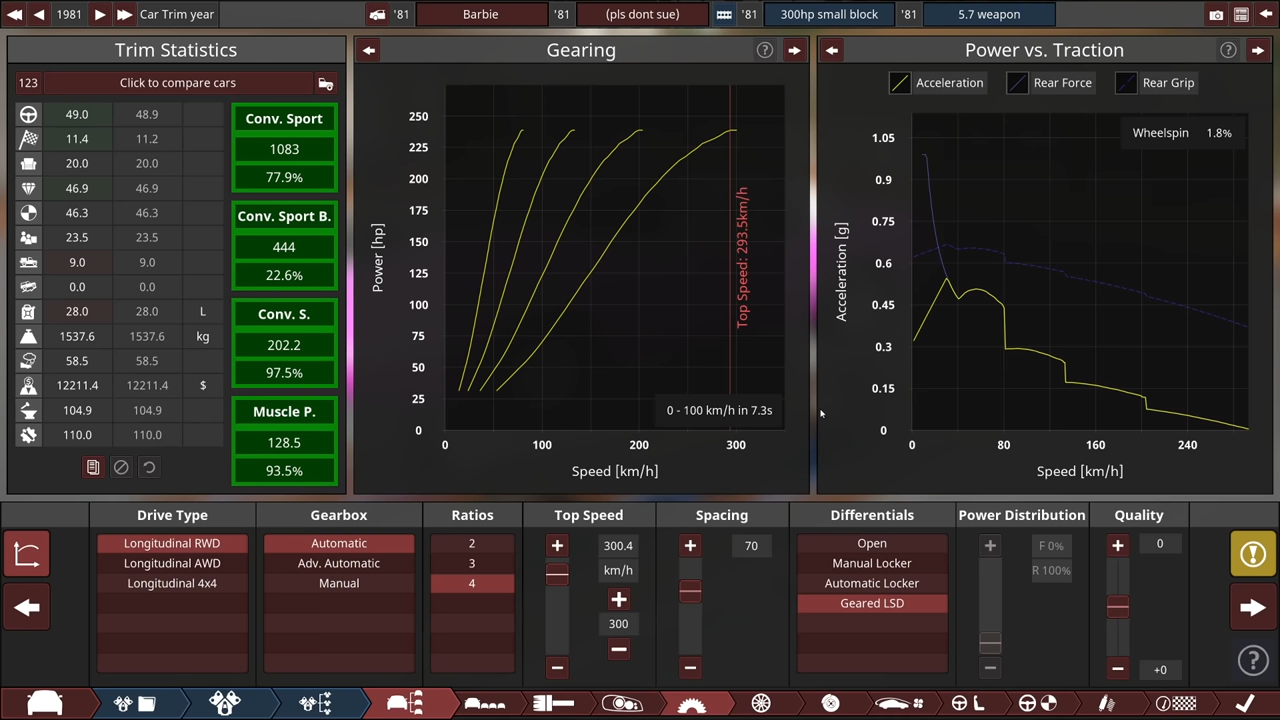 1981 Car Trim year '81 Barbie '81 (pls dont sue) '81 300hp small block '81 5.7 weapon
Trim Statistics
123 Click to compare cars
49.0 48.9
11.4 11.2
20.0 20.0
46.9 46.9
46.3 46.3
23.5 23.5
9.0 9.0
0.0 0.0
28.0 28.0 L
1537.6 1537.6 kg
58.5 58.5
12211.4 12211.4 $
104.9 104.9
110.0 110.0
Conv. Sport
1083
77.9%
Conv. Sport B.
444
22.6%
Conv. S.
202.2
97.5%
Muscle P.
128.5
93.5%
Gearing ?
250
225
200
175
150
125
100
75
50
25
0
Power [hp]
Top Speed: 293.5km/h
0 - 100 km/h in 7.3s
0 100 200 300
Speed [km/h]
Power vs. Traction ?
Acceleration Rear Force Rear Grip
Wheelspin 1.8%
1.05
0.9
0.75
0.6
0.45
0.3
0.15
0
Acceleration [g]
0 80 160 240
Speed [km/h]
Drive Type
Longitudinal RWD
Longitudinal AWD
Longitudinal 4x4
Gearbox
Automatic
Adv. Automatic
Manual
Ratios
2
3
4
Top Speed
+ 300.4
km/h
+
300
− −
Spacing
+ 70
−
Differentials
Open
Manual Locker
Automatic Locker
Geared LSD
Power Distribution
+ F 0%
R 100%
−
Quality
+ 0
− +0
!
?